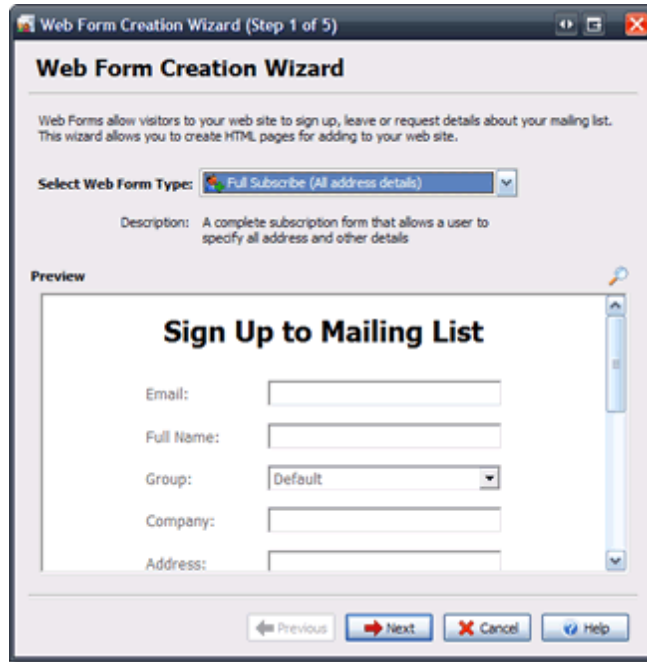 Web Form Creation Wizard (Step 1 of 5)
Web Form Creation Wizard
Web Forms allow visitors to your web site to sign up, leave or request details about your mailing list.
This wizard allows you to create HTML pages for adding to your web site.
Select Web Form Type: Full Subscribe (All address details)
Description: A complete subscription form that allows a user to
specify all address and other details
Preview
Sign Up to Mailing List
Email:
Full Name:
Group: Default
Company:
Address:
Previous Next Cancel Help